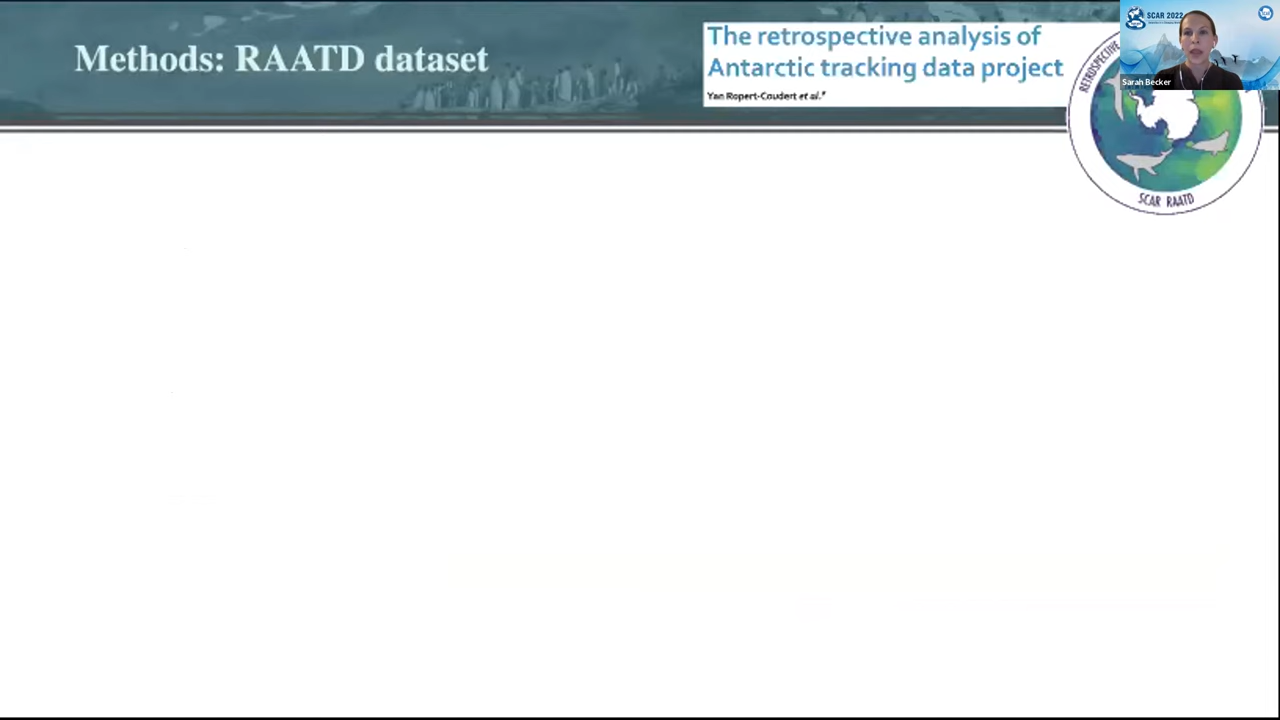 Methods: RAATD dataset
The retrospective analysis of
Antarctic tracking data project
Yan Ropert-Coudert et al.*
SCAR 2022
Sarah Becker
RETROSPECTIVE
SCAR RAATD